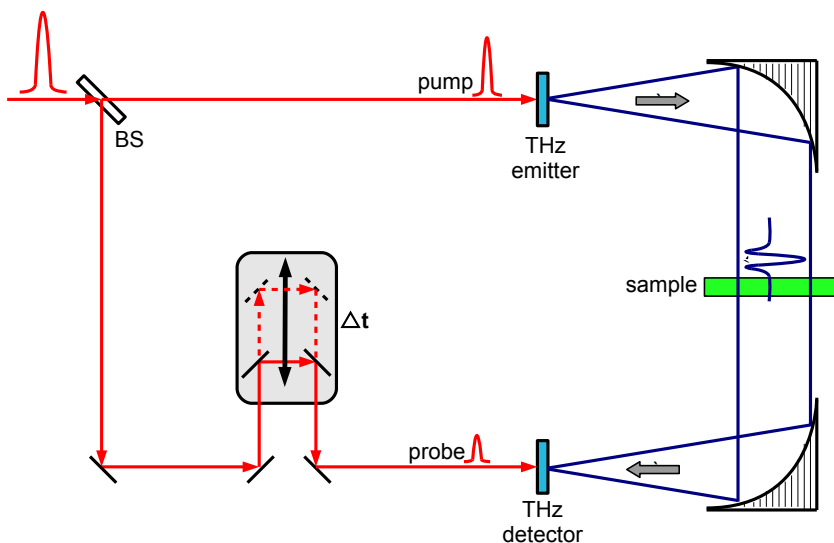 pump
BS
THz
emitter
sample
△t
probe
THz
detector